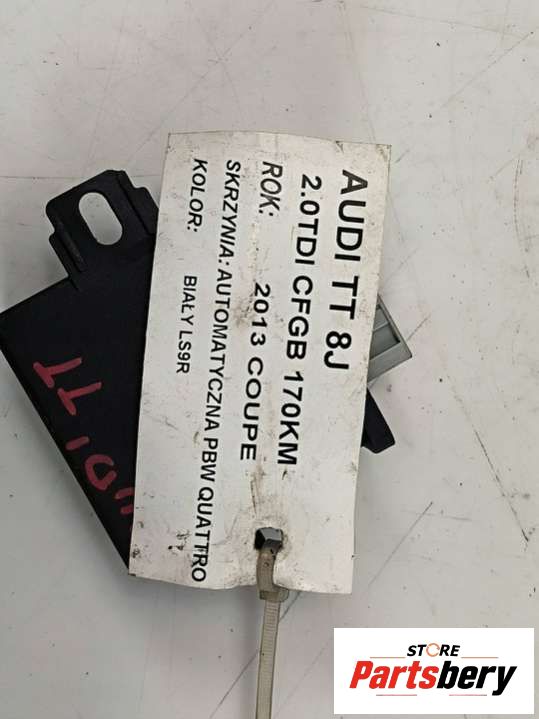 AUDI TT 8J
2.0TDI CFGB 170KM
ROK: 2013 COUPE
SKRZYNIA: AUTOMATYCZNA PBW QUATTRO
KOLOR: BIAŁY LS9R
TT
STORE
Partsbery